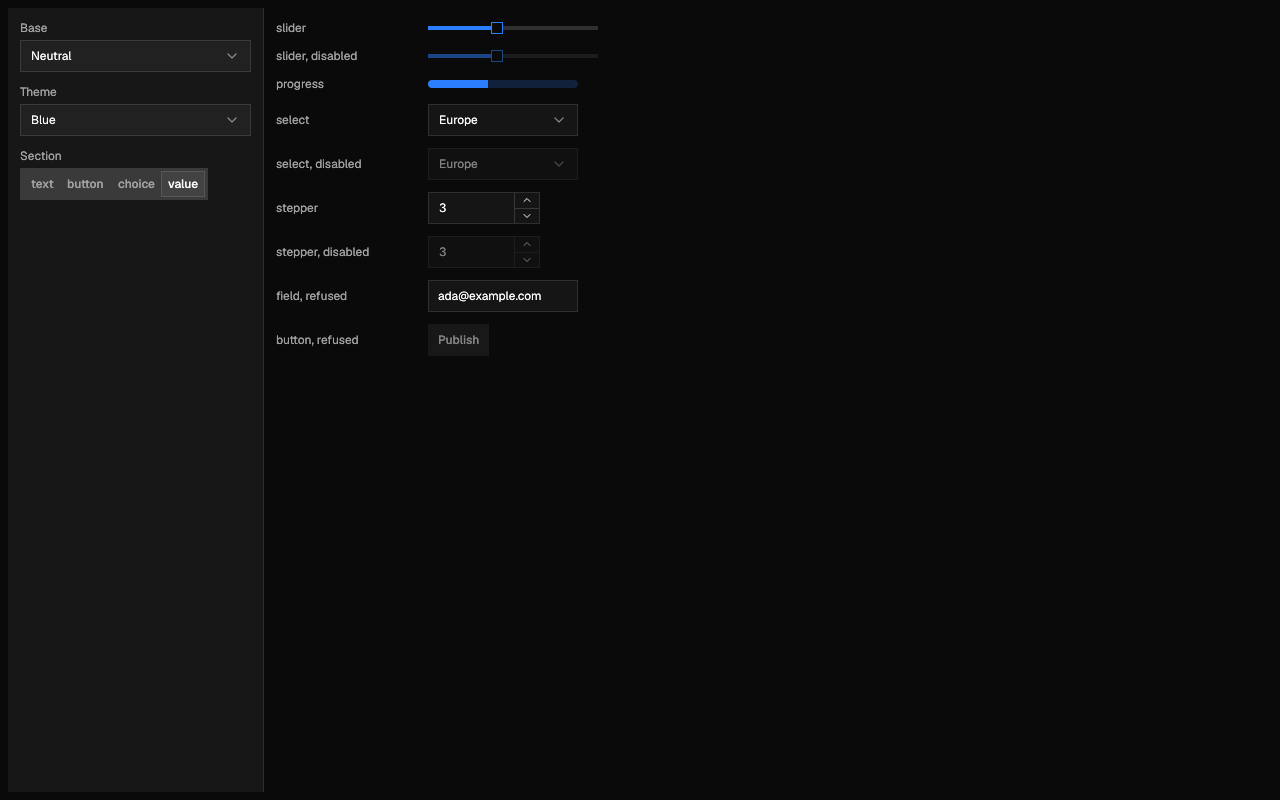 Base
Neutral
Theme
Blue
Section
text button choice value
slider
slider, disabled
progress
select Europe
select, disabled Europe
stepper 3
stepper, disabled 3
field, refused ada@example.com
button, refused Publish